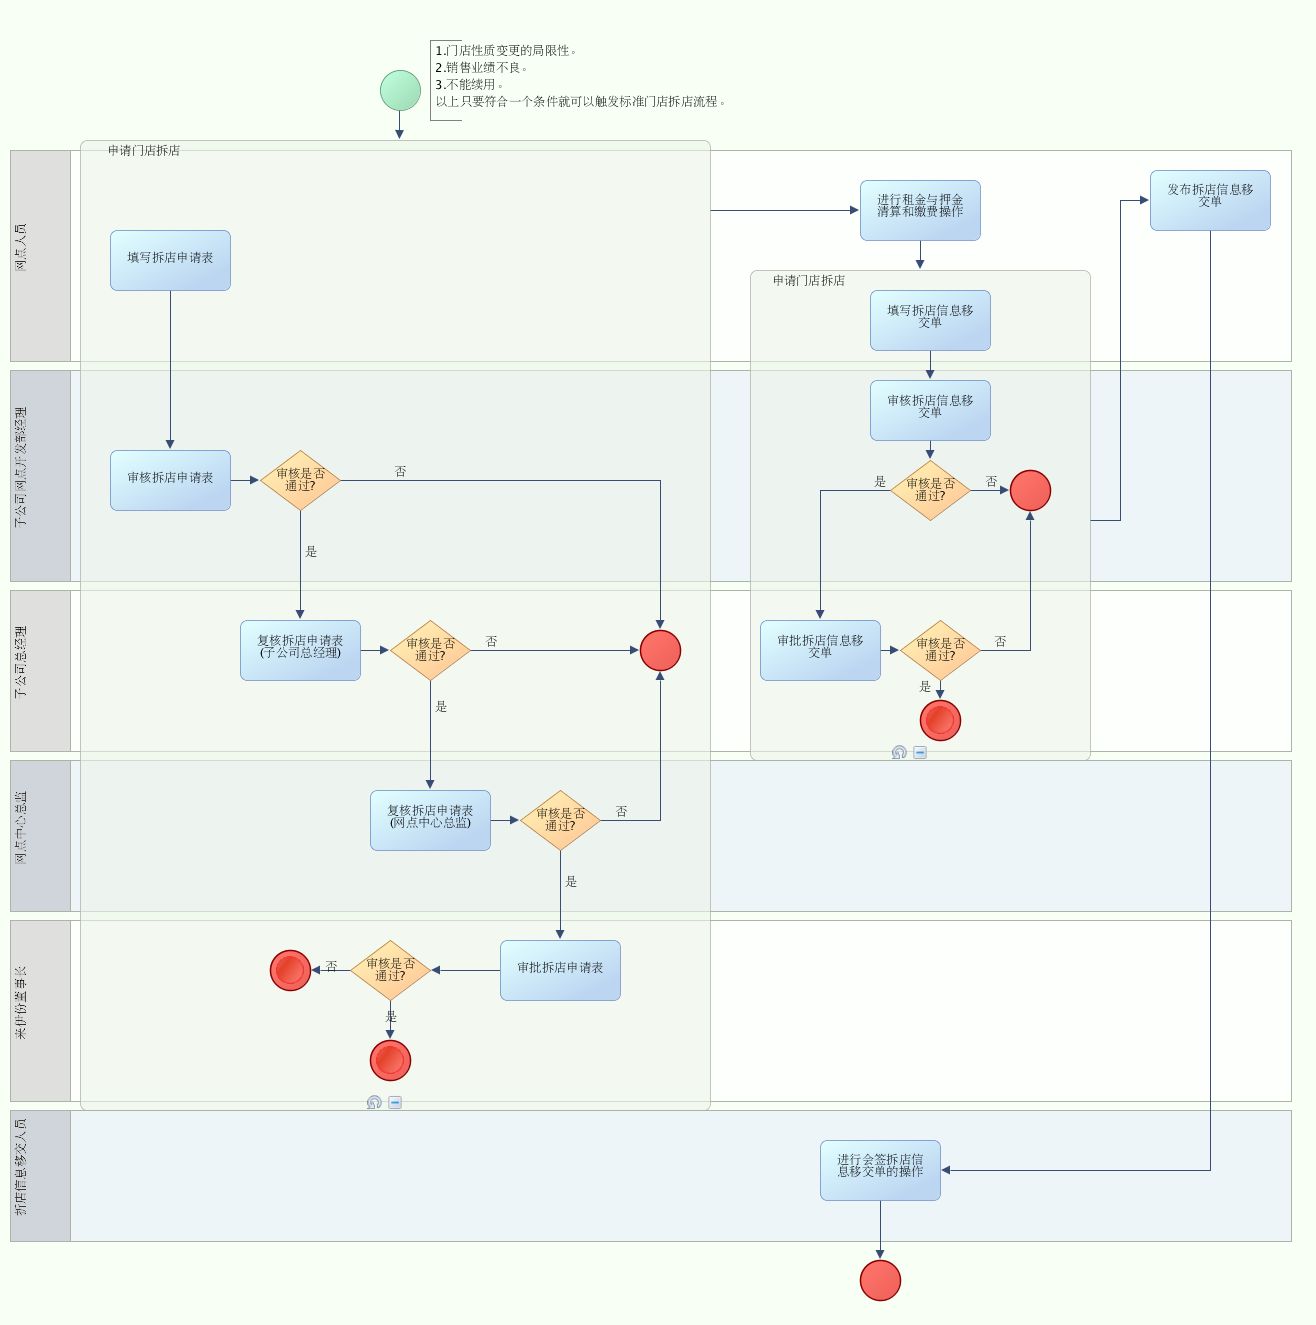 1.门店性质变更的局限性。
2.销售业绩不良。
3.不能续用。
以上只要符合一个条件就可以触发标准门店拆店流程。
申请门店拆店
网点人员
填写拆店申请表
进行租金与押金
清算和缴费操作
发布拆店信息移
交单
申请门店拆店
填写拆店信息移
交单
子公司网点开发部经理
审核拆店申请表
审核是否
通过?
否
是
审核拆店信息移
交单
审核是否
通过?
是
否
子公司总经理
复核拆店申请表
(子公司总经理)
审核是否
通过?
否
是
审批拆店信息移
交单
审核是否
通过?
否
是
网点中心总监
复核拆店申请表
(网点中心总监)
审核是否
通过?
否
是
来伊份董事长
审批拆店申请表
审核是否
通过?
否
是
拆店信息移交人员
进行会签拆店信
息移交单的操作